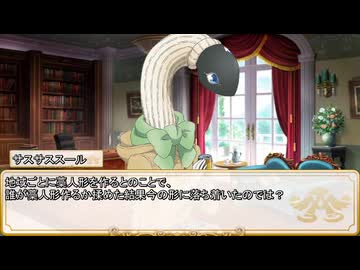 サスサススール
地域ごとに藁人形を作るとのことで、
誰が藁人形作るか揉めた結果今の形に落ち着いたのでは？